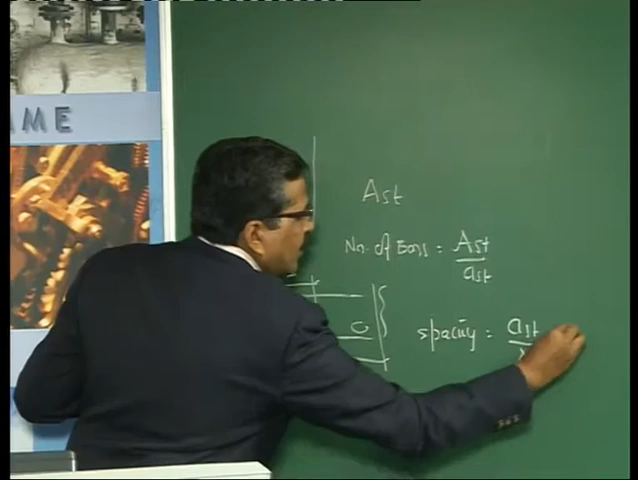 AME
Ast
No. of Bars = Ast
ast
spacing = ast